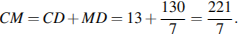 CM = CD + MD = 13 + 130/7 = 221/7.